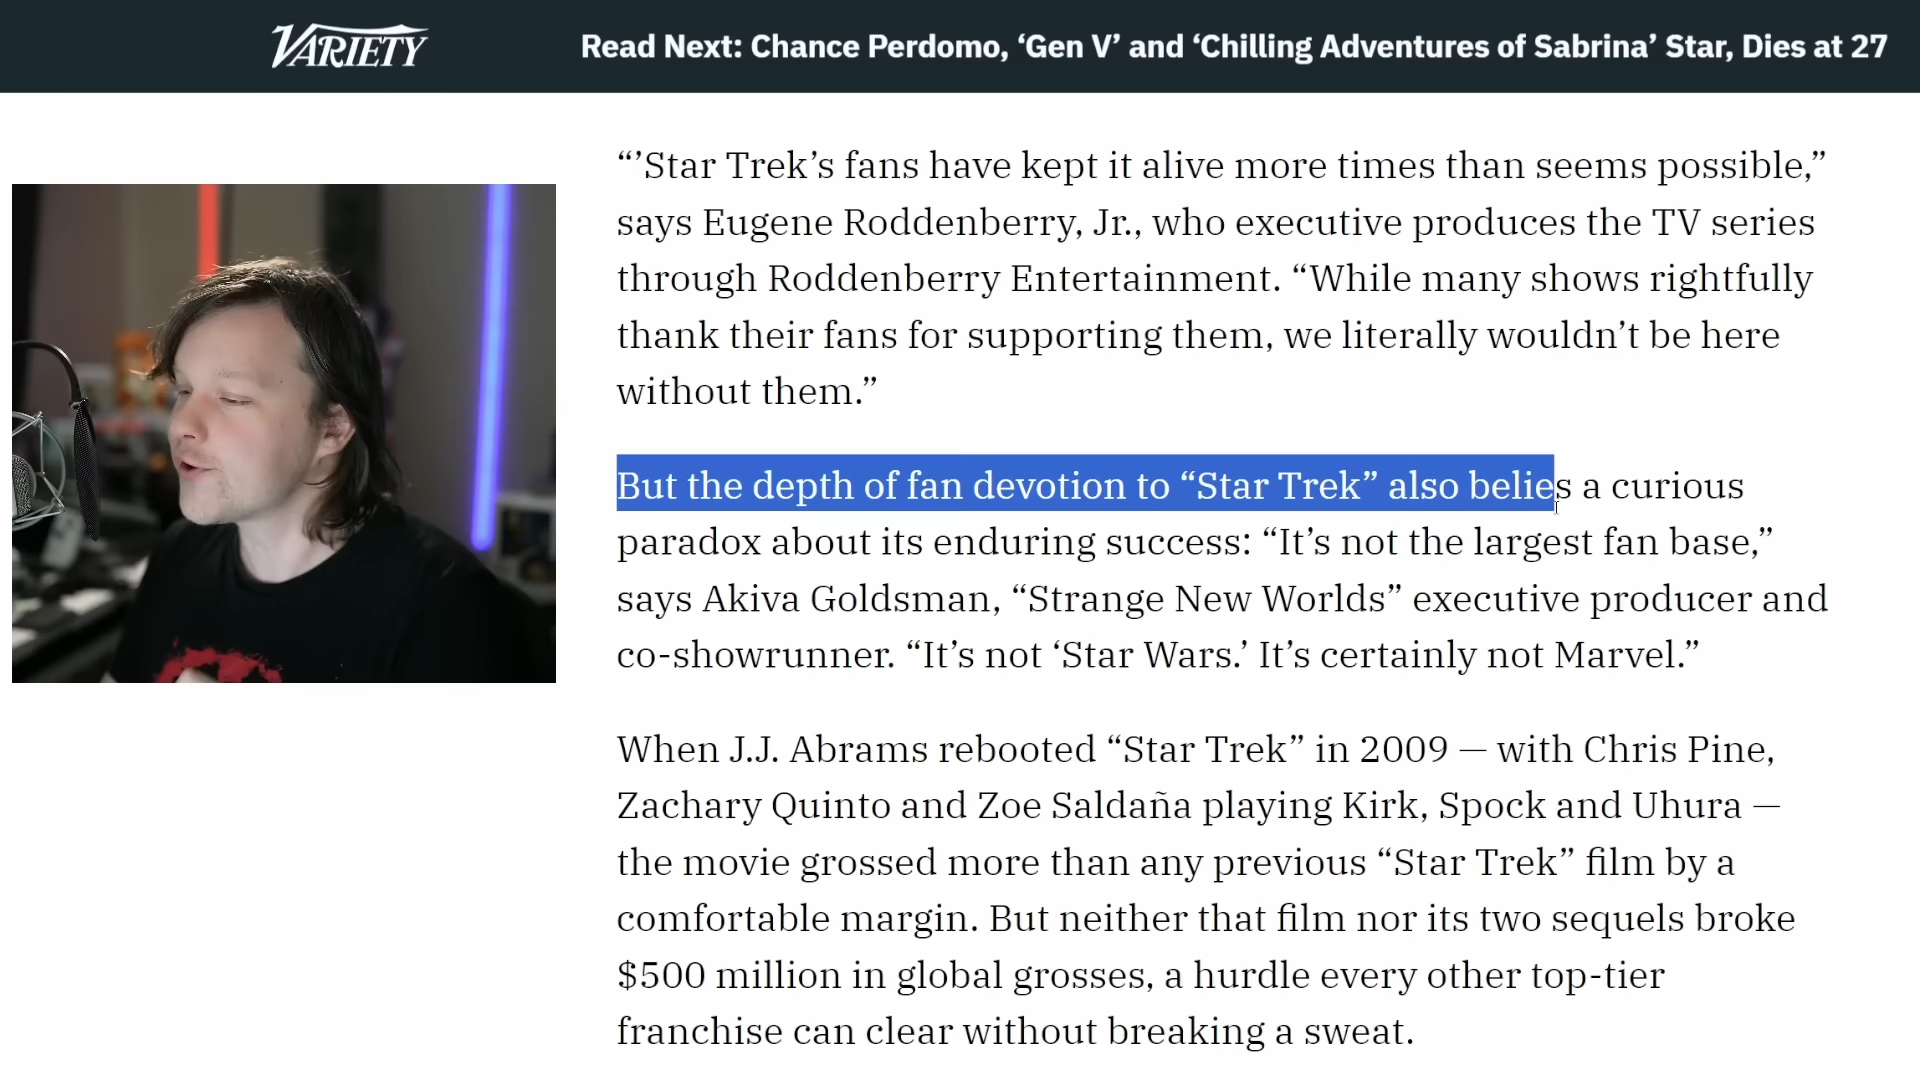 VARIETY
Read Next: Chance Perdomo, ‘Gen V’ and ‘Chilling Adventures of Sabrina’ Star, Dies at 27
“’Star Trek’s fans have kept it alive more times than seems possible,”
says Eugene Roddenberry, Jr., who executive produces the TV series
through Roddenberry Entertainment. “While many shows rightfully
thank their fans for supporting them, we literally wouldn’t be here
without them.”
But the depth of fan devotion to “Star Trek” also belies a curious
paradox about its enduring success: “It’s not the largest fan base,”
says Akiva Goldsman, “Strange New Worlds” executive producer and
co-showrunner. “It’s not ‘Star Wars.’ It’s certainly not Marvel.”
When J.J. Abrams rebooted “Star Trek” in 2009 — with Chris Pine,
Zachary Quinto and Zoe Saldaña playing Kirk, Spock and Uhura —
the movie grossed more than any previous “Star Trek” film by a
comfortable margin. But neither that film nor its two sequels broke
$500 million in global grosses, a hurdle every other top-tier
franchise can clear without breaking a sweat.